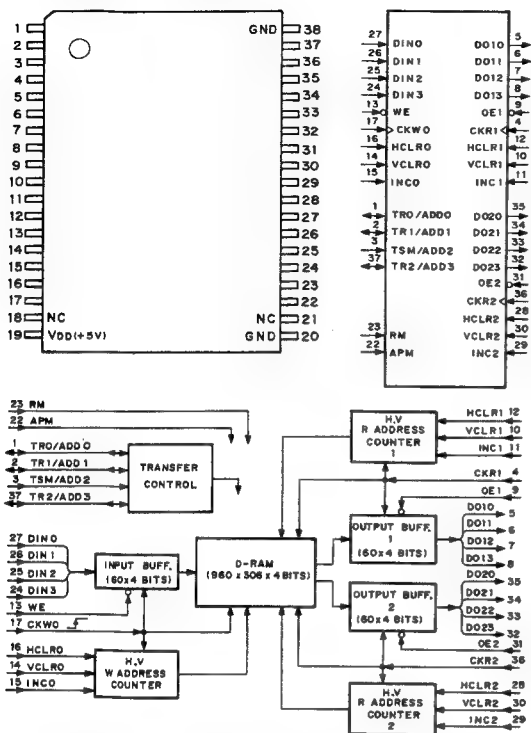 1 GND 38
2 37
3 36
4 35
5 34
6 33
7 32
8 31
9 30
10 29
11 28
12 27
13 26
14 25
15 24
16 23
17 22
18 NC NC 21
19 VDD(+5V) GND 20
27 DIN0 DO10 5
26 DIN1 DO11 6
25 DIN2 DO12 7
24 DIN3 DO13 8
13 WE OE1 9
17 CKW0 CKR1 4
16 HCLR0 HCLR1 12
14 VCLR0 VCLR1 10
15 INC0 INC1 11
1 TR0/ADD0 DO20 35
2 TR1/ADD1 DO21 34
3 TSM/ADD2 DO22 33
37 TR2/ADD3 DO23 32
OE2 31
CKR2 36
HCLR2 28
23 RM VCLR2 30
22 APM INC2 29
23 RM
22 APM
1 TR0/ADD0
2 TR1/ADD1
3 TSM/ADD2
37 TR2/ADD3
TRANSFER
CONTROL
27 DIN0
26 DIN1
25 DIN2
24 DIN3
13 WE
17 CKW0
INPUT BUFF.
(60x4 BITS)
16 HCLR0
14 VCLR0
15 INC0
H.V
W ADDRESS
COUNTER
D-RAM
(960x306x4BITS)
H.V
R ADDRESS
COUNTER
1
HCLR1 12
VCLR1 10
INC1 11
CKR1 4
OE1 9
OUTPUT BUFF.
1
(60x4 BITS)
DO10 5
DO11 6
DO12 7
DO13 8
OUTPUT BUFF.
2
(60x4 BITS)
DO20 35
DO21 34
DO22 33
DO23 32
OE2 31
CKR2 36
H.V
R ADDRESS
COUNTER
2
HCLR2 28
VCLR2 30
INC2 29